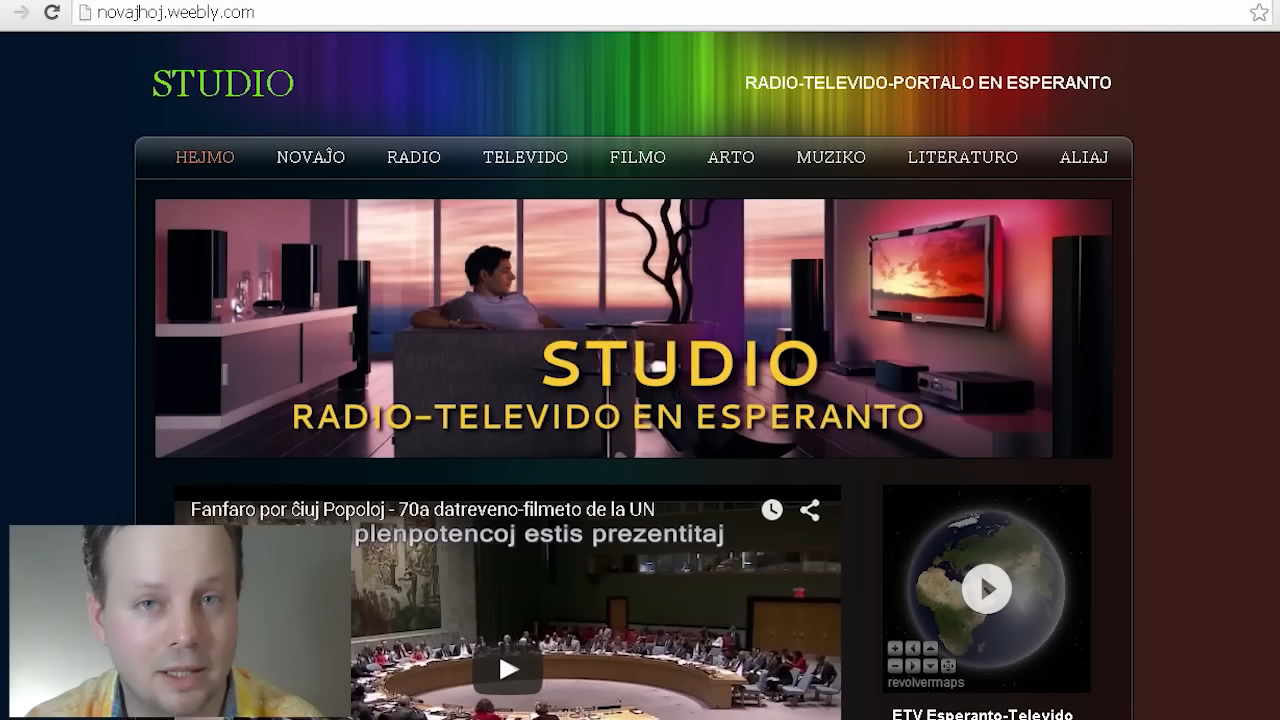 novajhoj.weebly.com
STUDIO
RADIO-TELEVIDO-PORTALO EN ESPERANTO
HEJMO NOVAĴO RADIO TELEVIDO FILMO ARTO MUZIKO LITERATURO ALIAJ
STUDIO
RADIO-TELEVIDO EN ESPERANTO
Fanfaro por ĉiuj Popoloj - 70a datreveno-filmeto de la UN
plenpotencoj estis prezentitaj
revolvermaps
ETV Esperanto-Televido